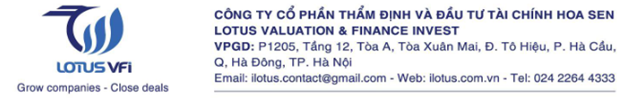 LOTUS VFi
Grow companies - Close deals
CÔNG TY CỔ PHẦN THẨM ĐỊNH VÀ ĐẦU TƯ TÀI CHÍNH HOA SEN
LOTUS VALUATION & FINANCE INVEST
VPGD: P1205, Tầng 12, Tòa A, Tòa Xuân Mai, Đ. Tô Hiệu, P. Hà Cầu,
Q, Hà Đông, TP. Hà Nội
Email: ilotus.contact@gmail.com - Web: ilotus.com.vn - Tel: 024 2264 4333